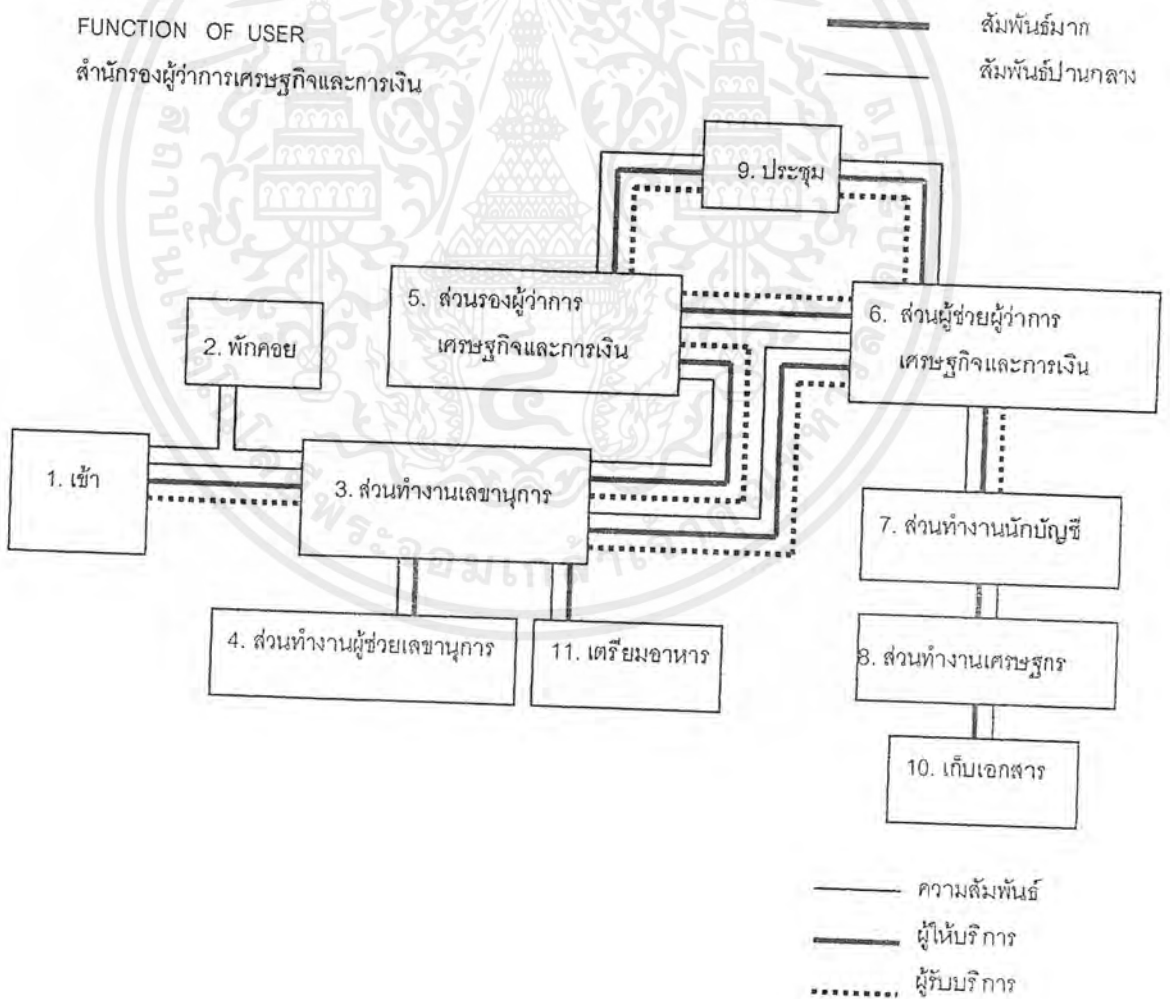 FUNCTION OF USER
สำนักรองผู้ว่าการเศรษฐกิจและการเงิน
สัมพันธ์มาก
สัมพันธ์ปานกลาง
9. ประชุม
5. ส่วนรองผู้ว่าการ
เศรษฐกิจและการเงิน
6. ส่วนผู้ช่วยผู้ว่าการ
เศรษฐกิจและการเงิน
2. พักคอย
1. เข้า
3. ส่วนทำงานเลขานุการ
7. ส่วนทำงานนักบัญชี
4. ส่วนทำงานผู้ช่วยเลขานุการ
11. เตรียมอาหาร
8. ส่วนทำงานเศรษฐกร
10. เก็บเอกสาร
ความสัมพันธ์
ผู้ให้บริการ
ผู้รับบริการ